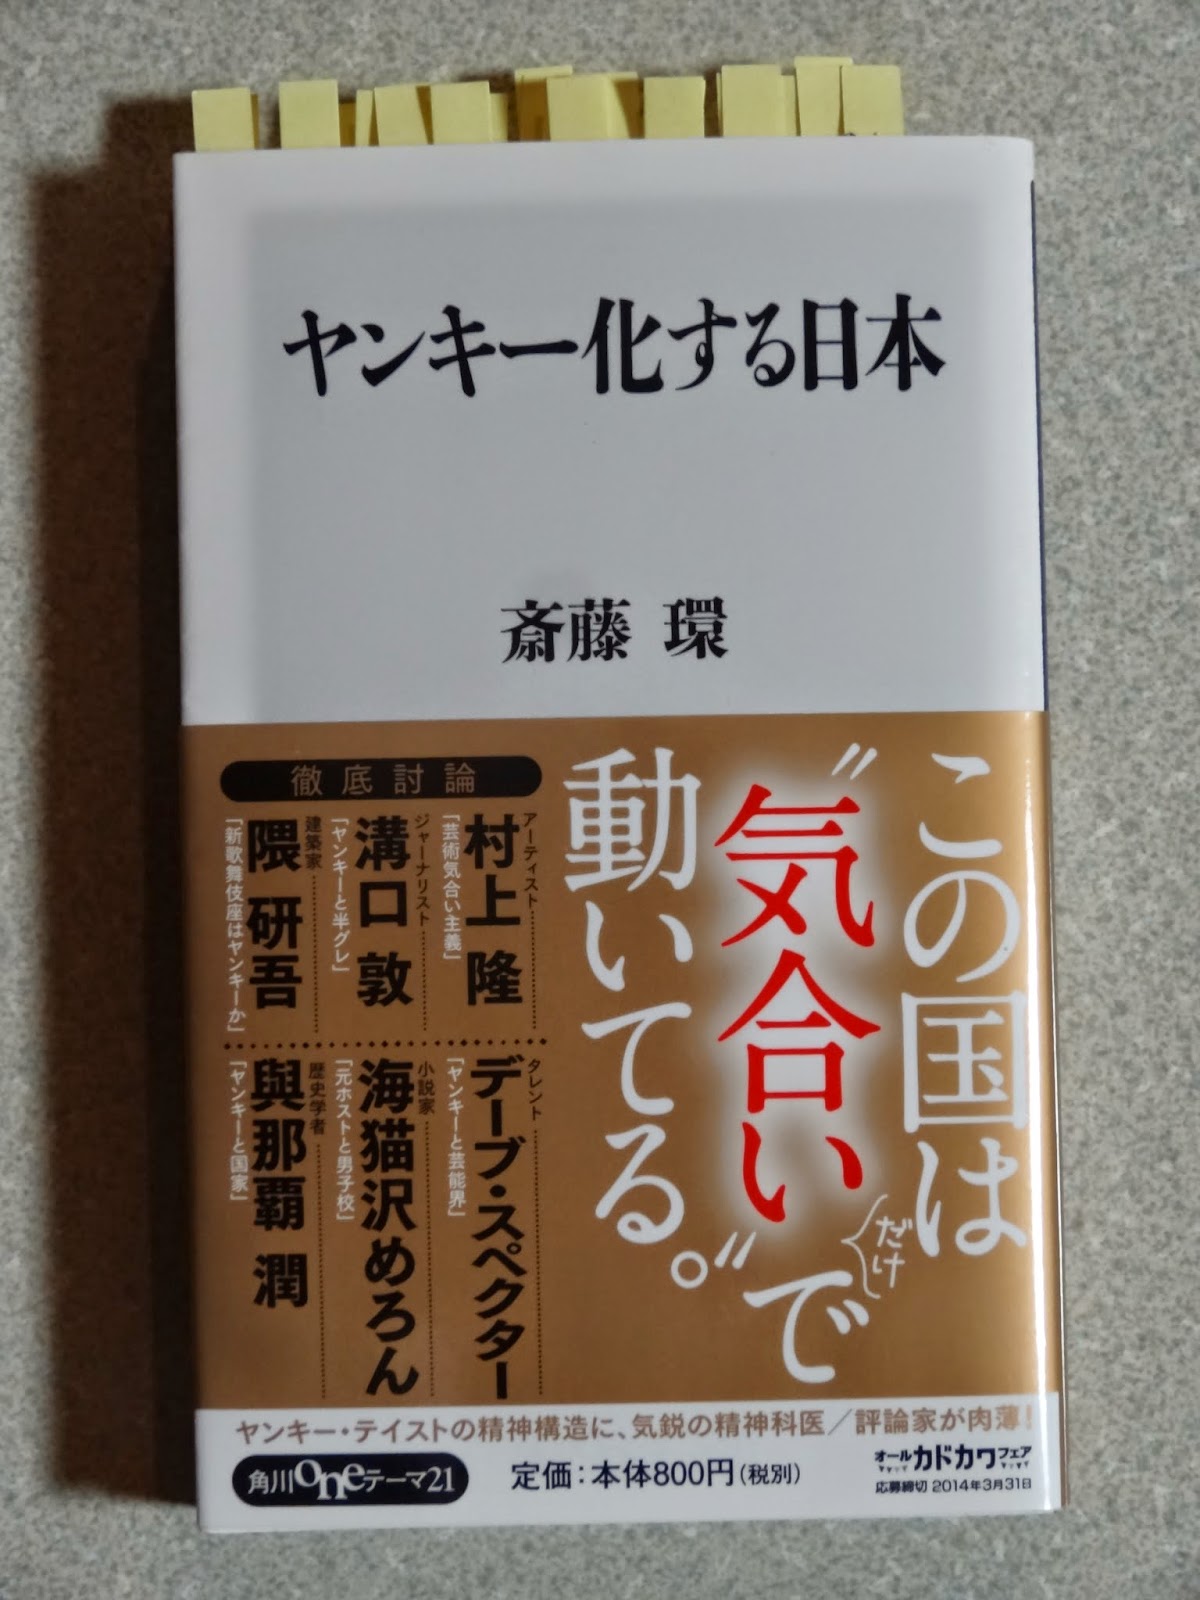 ヤンキー化する日本
斎藤 環
この国は
“気合い”で
だけ
動いてる。
徹底討論
アーティスト
村上 隆
「芸術気合い主義」
ジャーナリスト
溝口 敦
「ヤンキーと半グレ」
建築家
隈 研吾
「新歌舞伎座はヤンキーか」
タレント
デーブ・スペクター
「ヤンキーと芸能界」
小説家
海猫沢めろん
「元ホストと男子校」
歴史学者
與那覇 潤
「ヤンキーと国家」
ヤンキー・テイストの精神構造に、気鋭の精神科医／評論家が肉薄！
角川oneテーマ21
定価：本体800円（税別）
オールカドカワフェア
応募締切 2014年3月31日